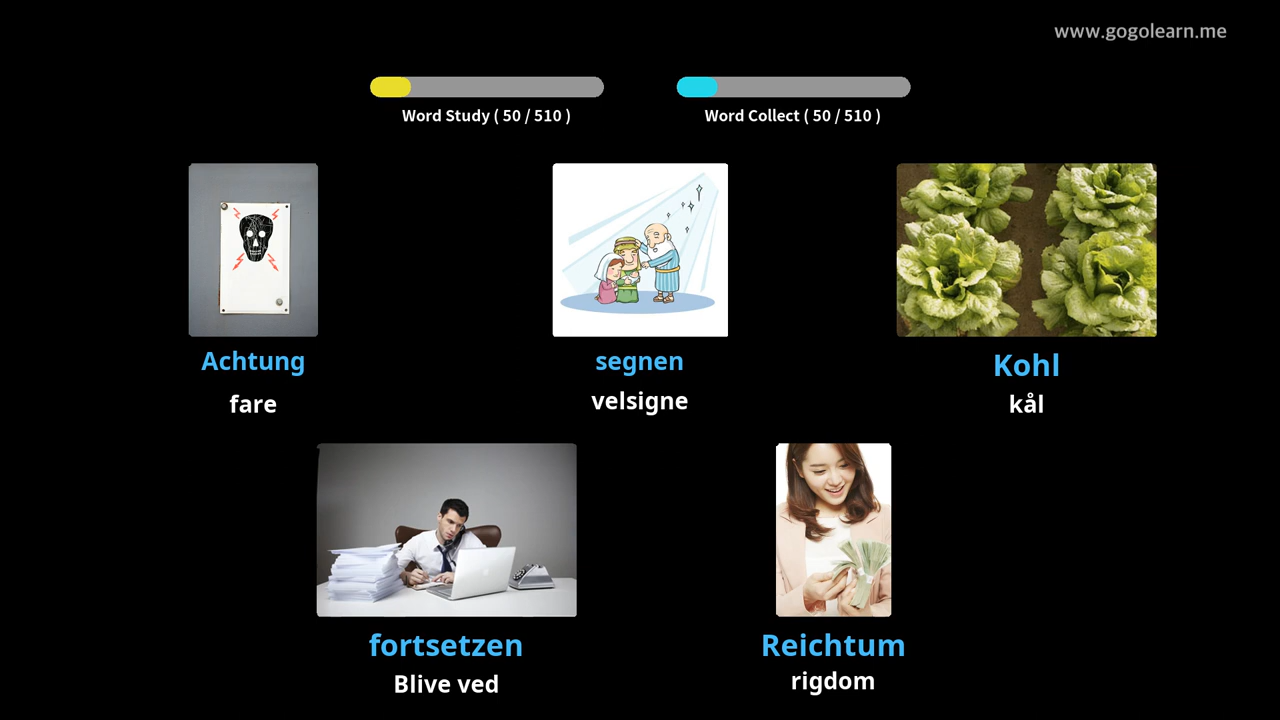 www.gogolearn.me
Word Study ( 50 / 510 )
Word Collect ( 50 / 510 )
Achtung
fare
segnen
velsigne
Kohl
kål
fortsetzen
Blive ved
Reichtum
rigdom